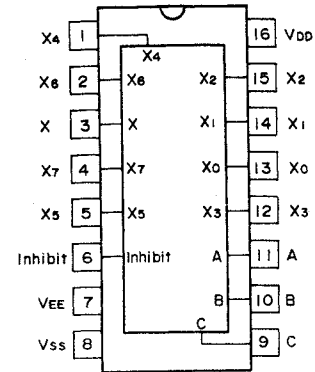 X4 1 X4 16 VDD
X6 2 X6 X2 15 X2
X 3 X X1 14 X1
X7 4 X7 X0 13 X0
X5 5 X5 X3 12 X3
Inhibit 6 Inhibit A 11 A
VEE 7 B 10 B
VSS 8 C 9 C